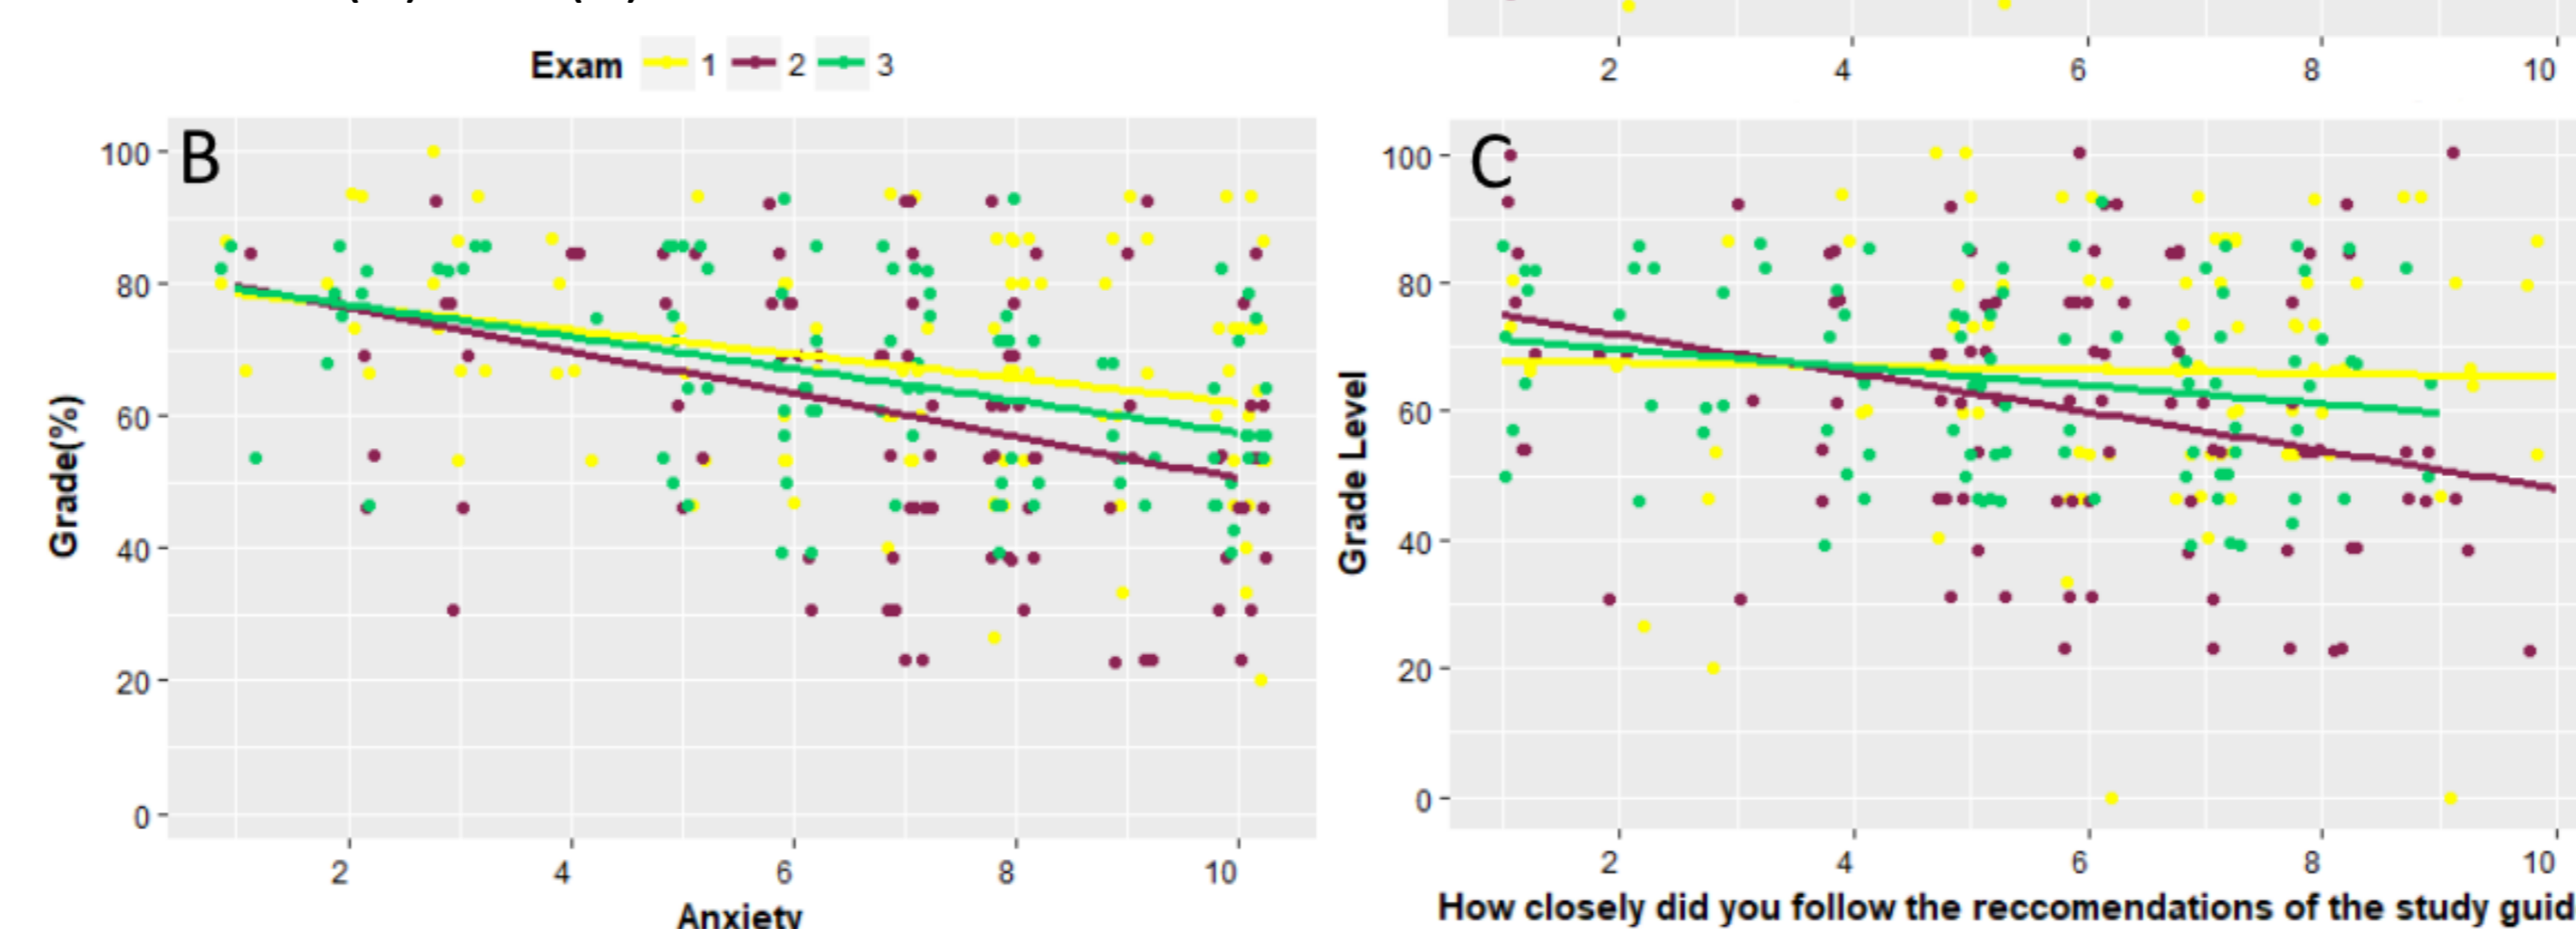 Exam 1 2 3
2 4 6 8 10
B
100
80
60
40
20
0
Grade(%)
2 4 6 8 10
Anxiety
C
100
80
60
40
20
0
Grade Level
2 4 6 8 10
How closely did you follow the reccomendations of the study guid